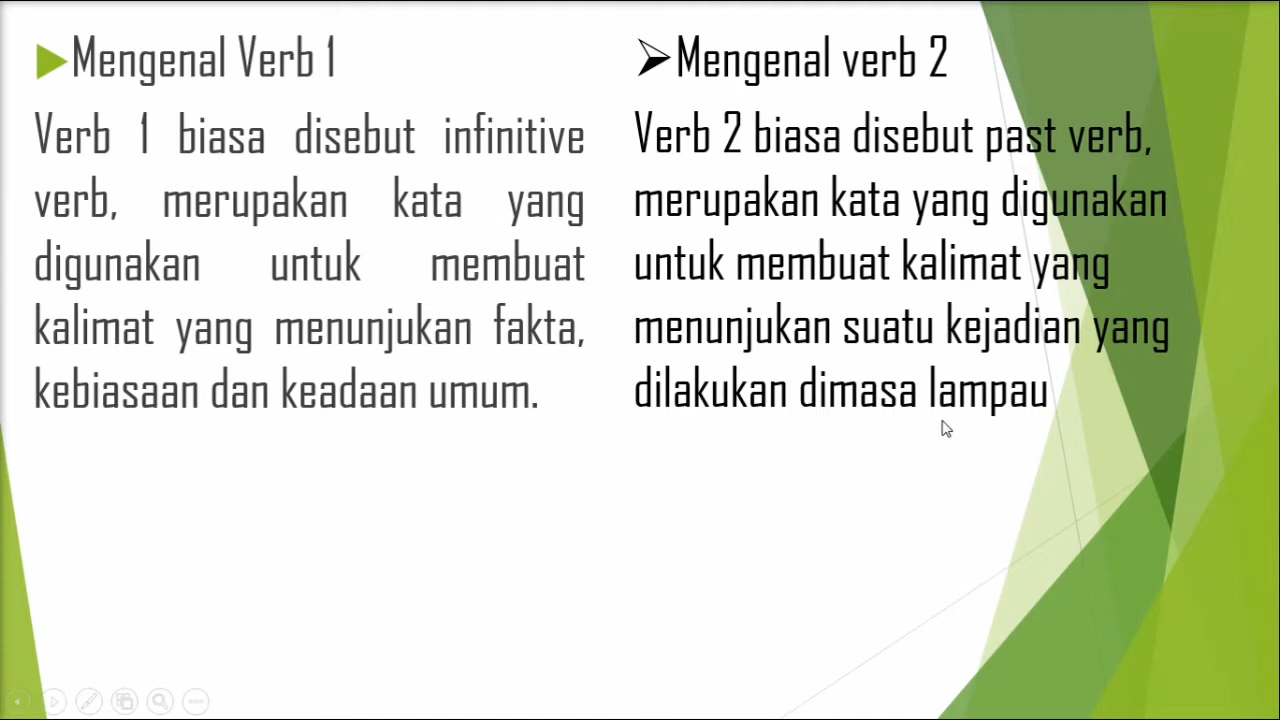 Mengenal Verb 1
Verb 1 biasa disebut infinitive
verb, merupakan kata yang
digunakan untuk membuat
kalimat yang menunjukan fakta,
kebiasaan dan keadaan umum.
Mengenal verb 2
Verb 2 biasa disebut past verb,
merupakan kata yang digunakan
untuk membuat kalimat yang
menunjukan suatu kejadian yang
dilakukan dimasa lampau